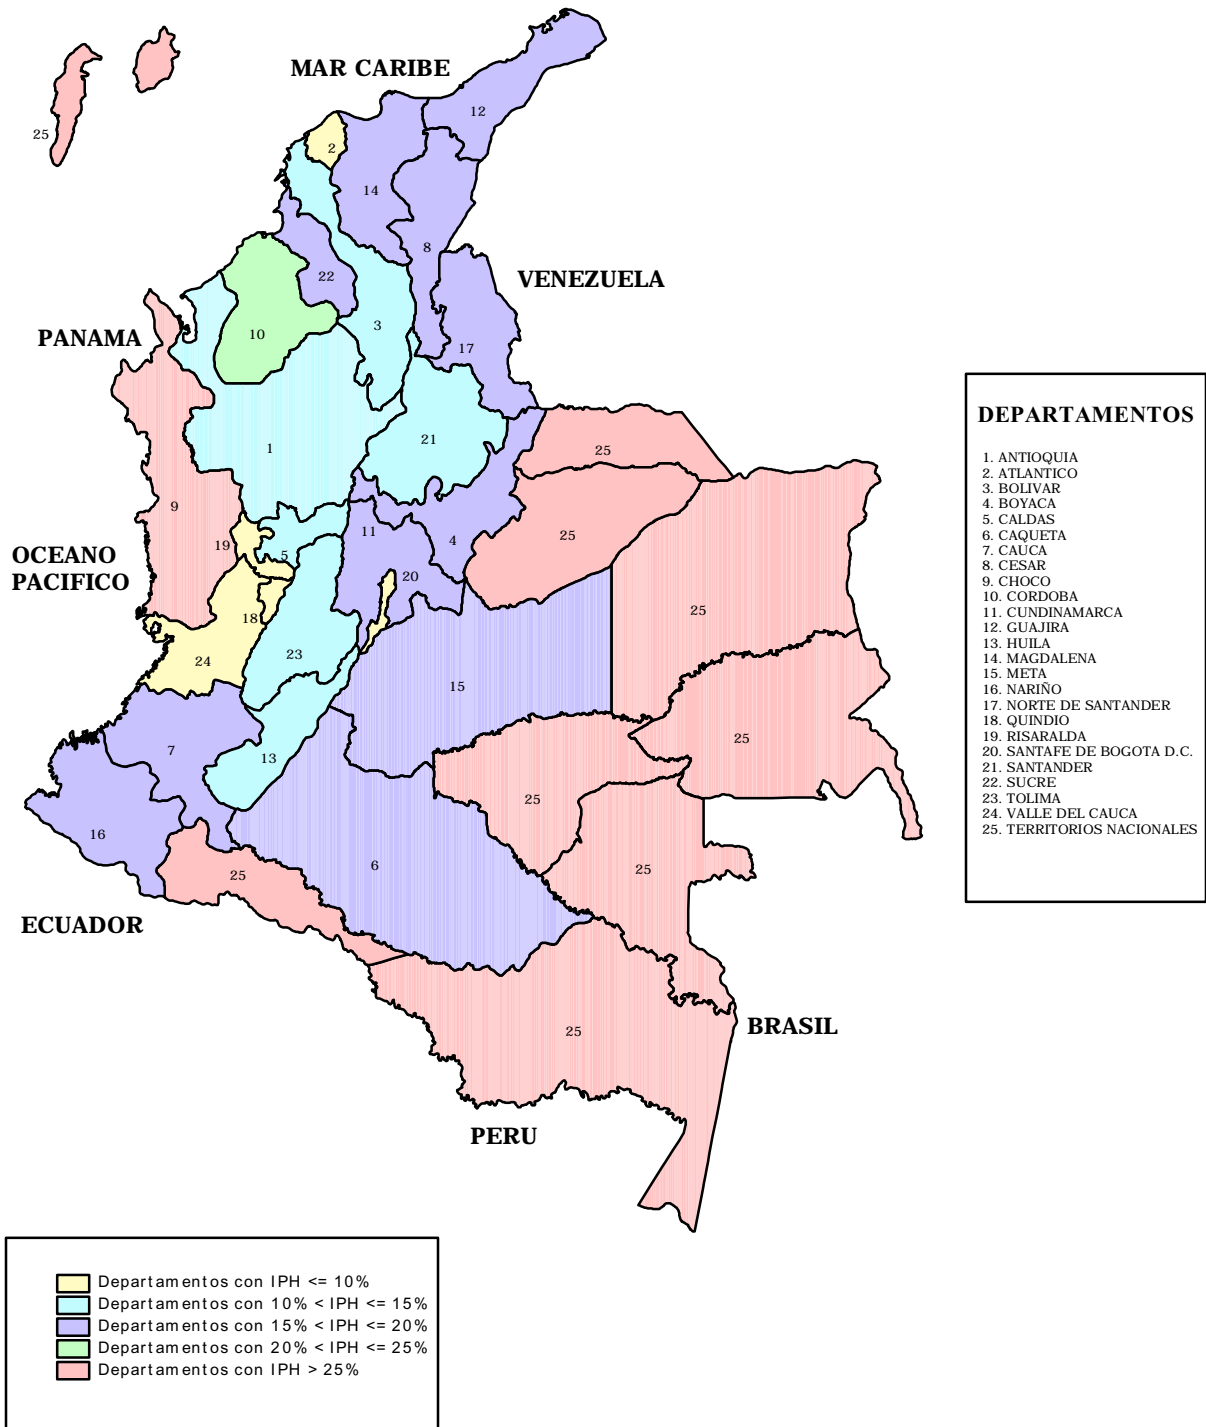 MAR CARIBE
12
25
2
14
8
22
VENEZUELA
PANAMA
10
3
17
DEPARTAMENTOS
1. ANTIOQUIA
2. ATLANTICO
3. BOLIVAR
4. BOYACA
5. CALDAS
6. CAQUETA
7. CAUCA
8. CESAR
9. CHOCO
10. CORDOBA
11. CUNDINAMARCA
12. GUAJIRA
13. HUILA
14. MAGDALENA
15. META
16. NARIÑO
17. NORTE DE SANTANDER
18. QUINDIO
19. RISARALDA
20. SANTAFE DE BOGOTA D.C.
21. SANTANDER
22. SUCRE
23. TOLIMA
24. VALLE DEL CAUCA
25. TERRITORIOS NACIONALES
21
1
25
9
11
25
19
5
4
OCEANO
PACIFICO
20
25
18
24
23
15
25
7
13
25
16
25
6
25
25
ECUADOR
25
BRASIL
PERU
Departamentos con IPH <= 10%
Departamentos con 10% < IPH <= 15%
Departamentos con 15% < IPH <= 20%
Departamentos con 20% < IPH <= 25%
Departamentos con IPH > 25%